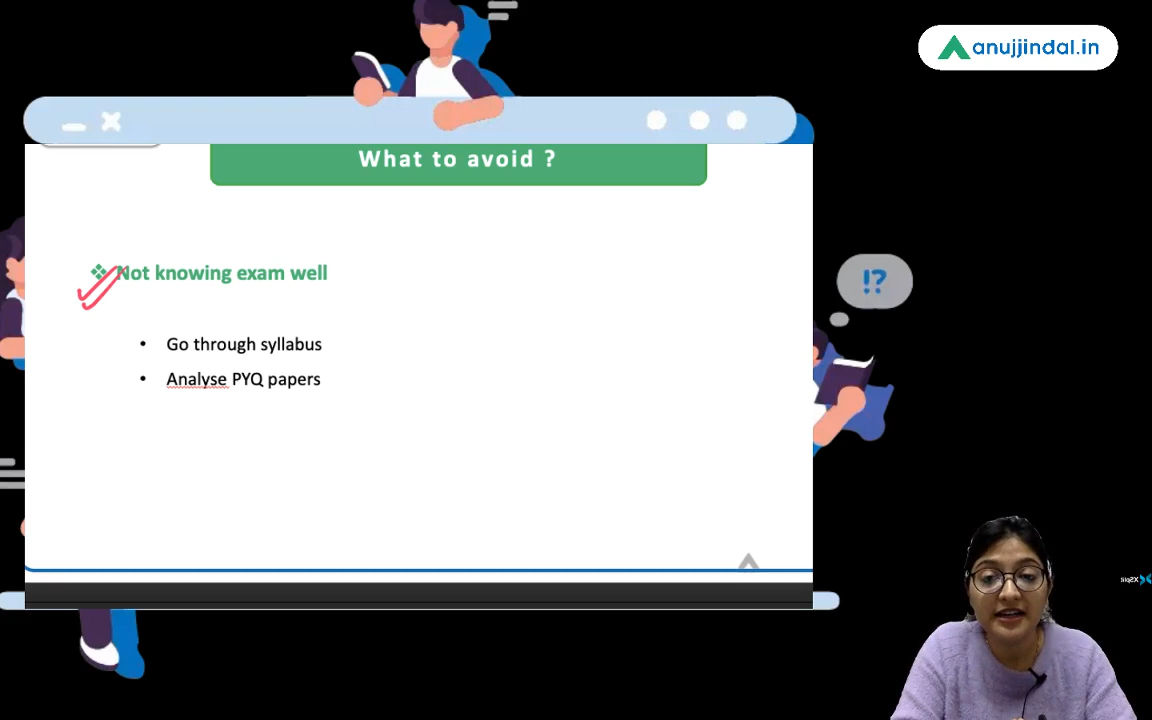 anujjindal.in
What to avoid ?
❖ Not knowing exam well
!?
• Go through syllabus
• Analyse PYQ papers